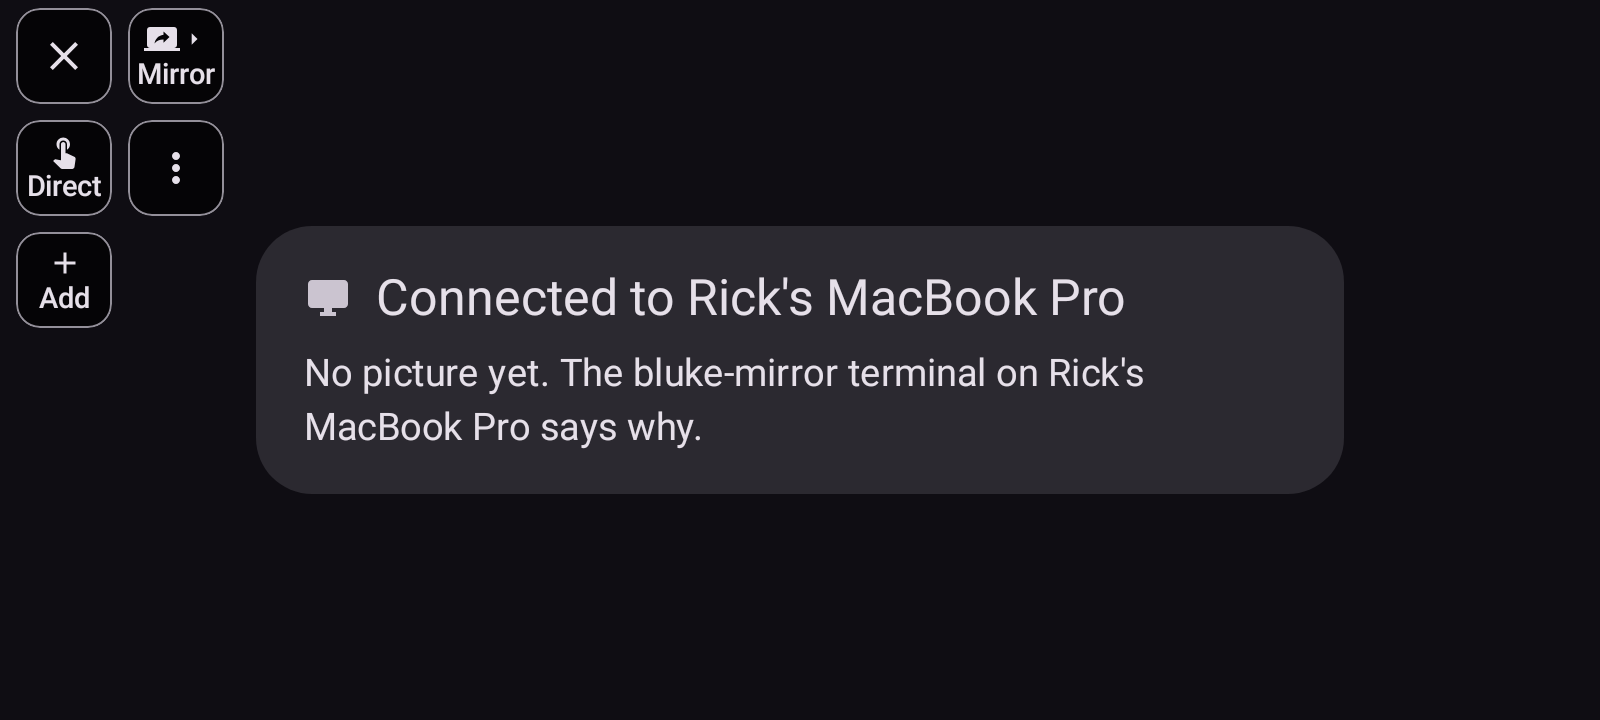 Mirror
Direct
Add
Connected to Rick's MacBook Pro
No picture yet. The bluke-mirror terminal on Rick's
MacBook Pro says why.